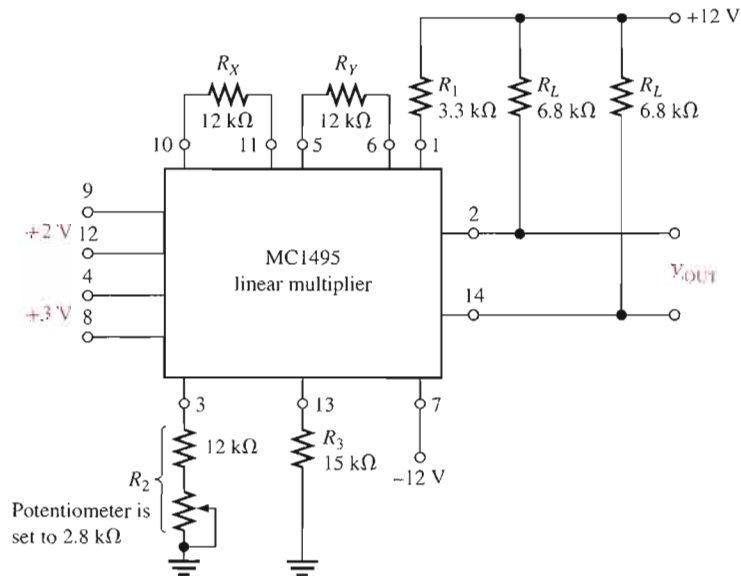 +12 V
R_X
R_Y
R_1
R_L
R_L
12 kΩ
12 kΩ
3.3 kΩ
6.8 kΩ
6.8 kΩ
10
11
5
6
1
9
+2 V
12
4
+3 V
8
MC1495
linear multiplier
2
V_OUT
14
3
13
7
12 kΩ
R_2
R_3
15 kΩ
–12 V
Potentiometer is
set to 2.8 kΩ